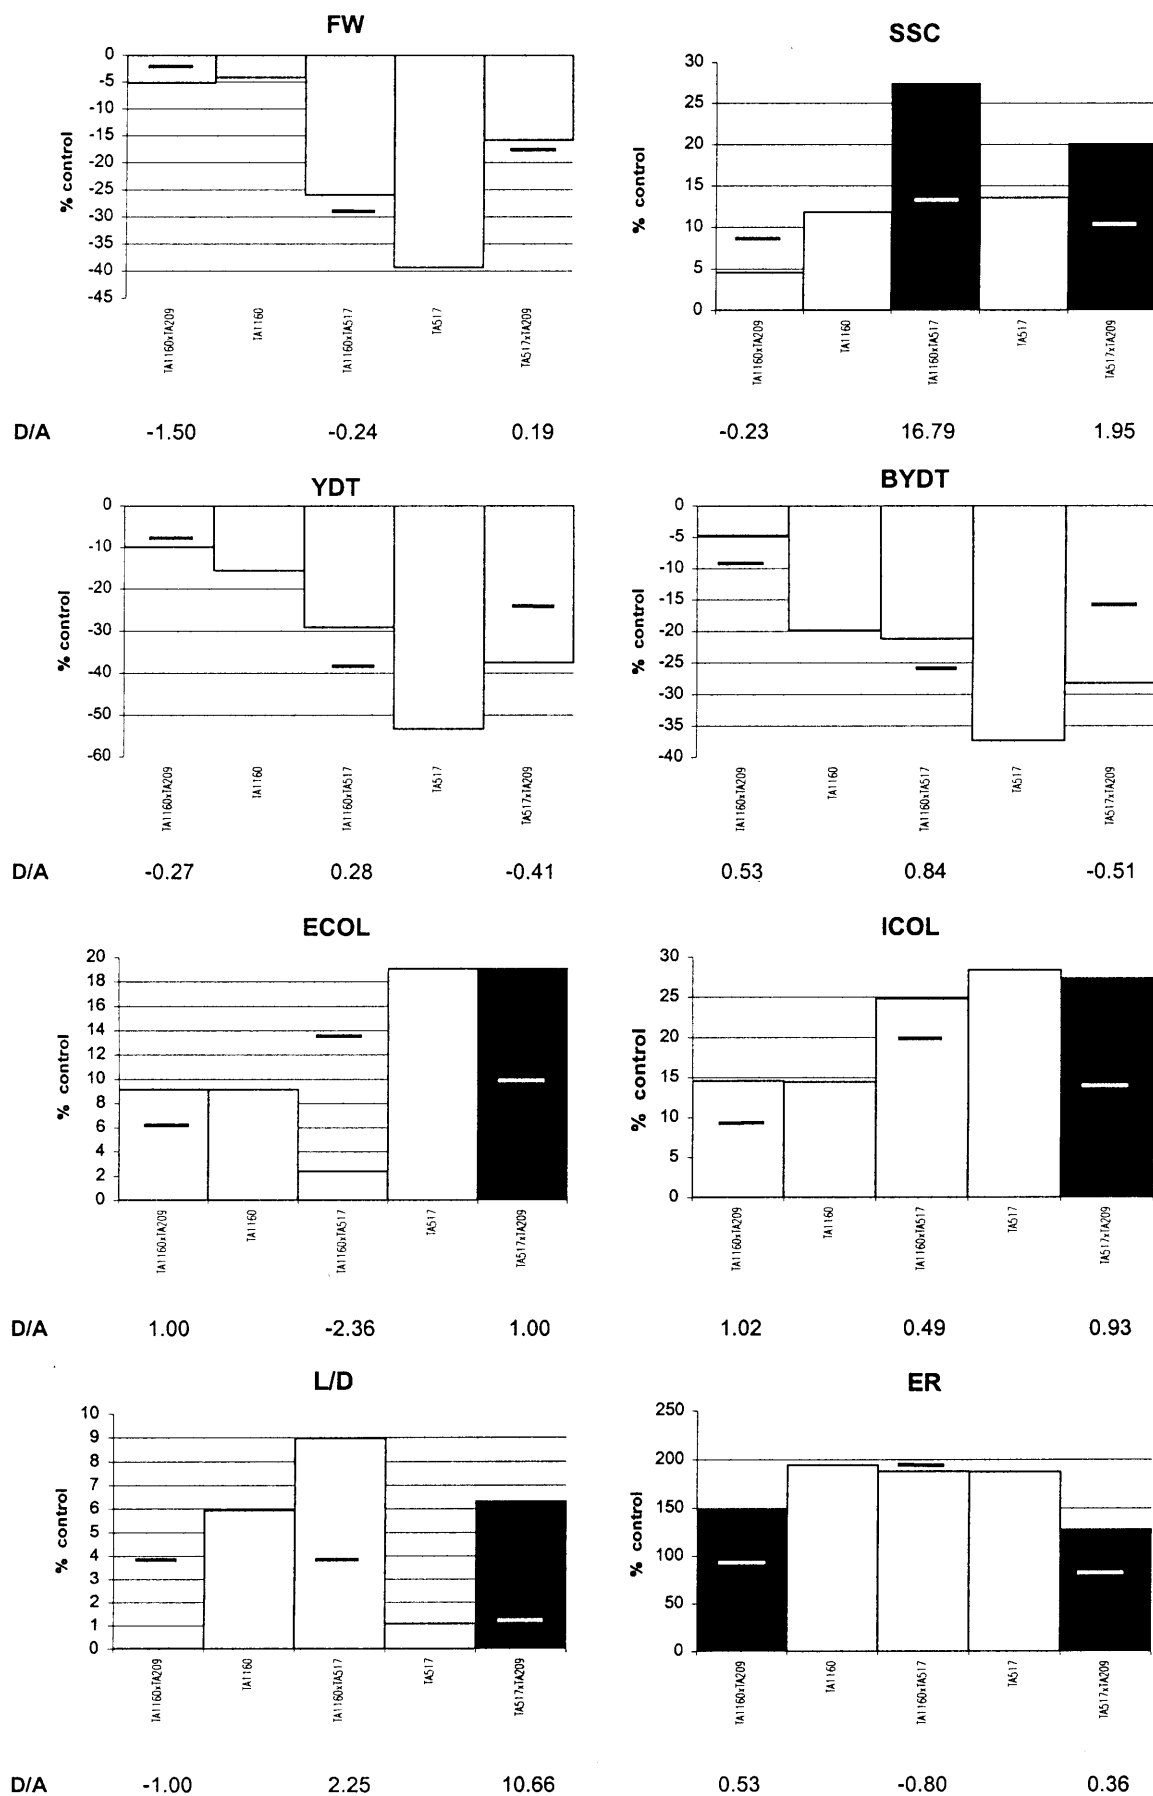 FW
% control
0
-5
-10
-15
-20
-25
-30
-35
-40
-45
TA1160xTA209
TA1160
TA1160xTA517
TA517
TA517xTA209
SSC
% control
30
25
20
15
10
5
0
TA1160xTA209
TA1160
TA1160xTA517
TA517
TA517xTA209
D/A -1.50 -0.24 0.19 -0.23 16.79 1.95
YDT
% control
0
-10
-20
-30
-40
-50
-60
TA1160xTA209
TA1160
TA1160xTA517
TA517
TA517xTA209
BYDT
% control
0
-5
-10
-15
-20
-25
-30
-35
-40
TA1160xTA209
TA1160
TA1160xTA517
TA517
TA517xTA209
D/A -0.27 0.28 -0.41 0.53 0.84 -0.51
ECOL
% control
20
18
16
14
12
10
8
6
4
2
0
TA1160xTA209
TA1160
TA1160xTA517
TA517
TA517xTA209
ICOL
% control
30
25
20
15
10
5
0
TA1160xTA209
TA1160
TA1160xTA517
TA517
TA517xTA209
D/A 1.00 -2.36 1.00 1.02 0.49 0.93
L/D
% control
10
9
8
7
6
5
4
3
2
1
0
TA1160xTA209
TA1160
TA1160xTA517
TA517
TA517xTA209
ER
% control
250
200
150
100
50
0
TA1160xTA209
TA1160
TA1160xTA517
TA517
TA517xTA209
D/A -1.00 2.25 10.66 0.53 -0.80 0.36